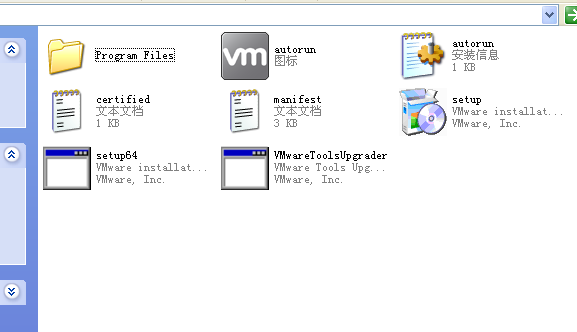 Program Files
autorun
图标
autorun
安装信息
1 KB
certified
文本文档
1 KB
manifest
文本文档
3 KB
setup
VMware installat...
VMware, Inc.
setup64
VMware installat...
VMware, Inc.
VMwareToolsUpgrader
VMware Tools Upg...
VMware, Inc.
vm